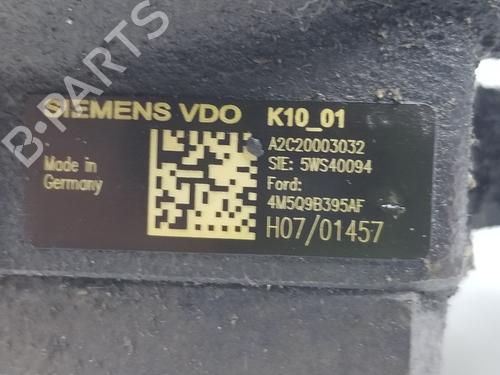 SIEMENS VDO K10_01
A2C20003032
SIE: 5WS40094
Made in
Germany
Ford:
4M5Q9B395AF
H07/01457
B-PARTS